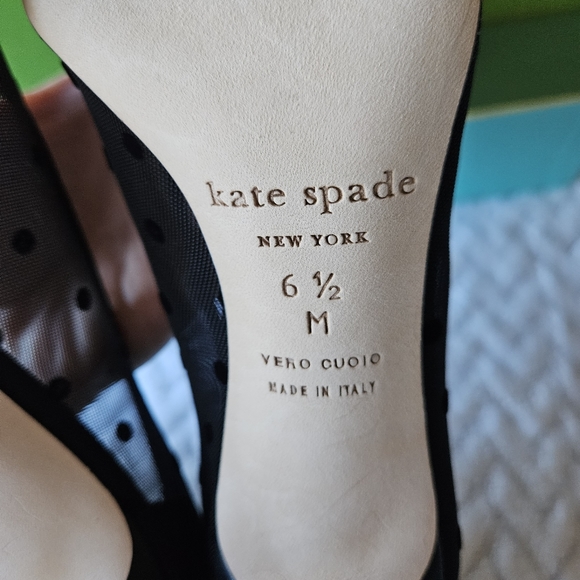 kate spade
NEW YORK
6 ½
M
VERO CUOIO
MADE IN ITALY